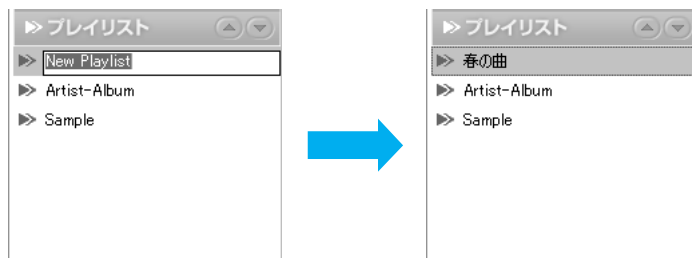 プレイリスト
New Playlist
Artist-Album
Sample
プレイリスト
春の曲
Artist-Album
Sample